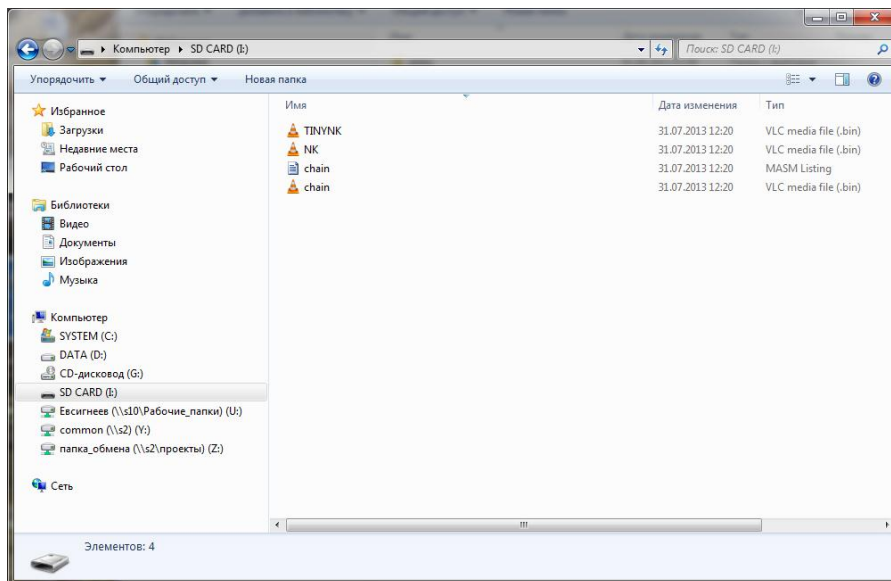 Компьютер ▸ SD CARD (I:)
Поиск: SD CARD (I:)
Упорядочить ▾ Общий доступ ▾ Новая папка
Избранное
Загрузки
Недавние места
Рабочий стол
Библиотеки
Видео
Документы
Изображения
Музыка
Компьютер
SYSTEM (C:)
DATA (D:)
CD-дисковод (G:)
SD CARD (I:)
Евсигнеев (\\s10\Рабочие_папки) (U:)
common (\\s2) (Y:)
папка_обмена (\\s2\проекты) (Z:)
Сеть
Имя Дата изменения Тип
TINYNK 31.07.2013 12:20 VLC media file (.bin)
NK 31.07.2013 12:20 VLC media file (.bin)
chain 31.07.2013 12:20 MASM Listing
chain 31.07.2013 12:20 VLC media file (.bin)
Элементов: 4